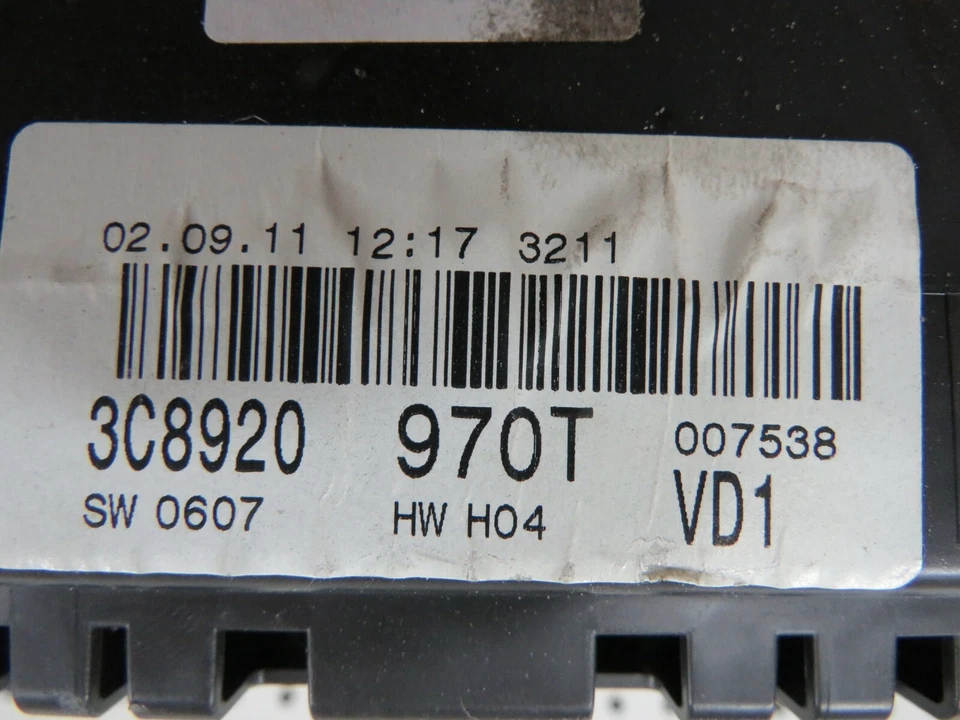 02.09.11 12:17 3211
3C8920 970T 007538
SW 0607 HW H04 VD1